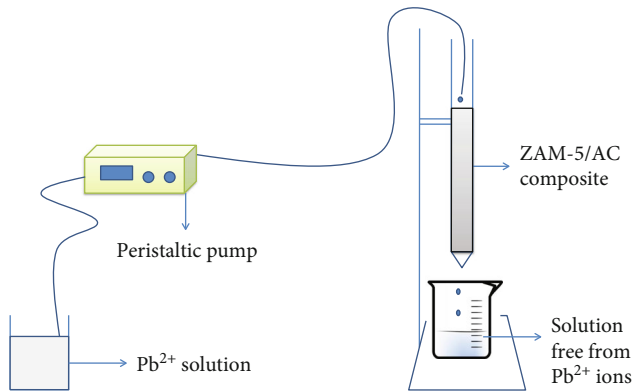 ZAM-5/AC
composite
Peristaltic pump
Pb²⁺ solution
Solution
free from
Pb²⁺ ions